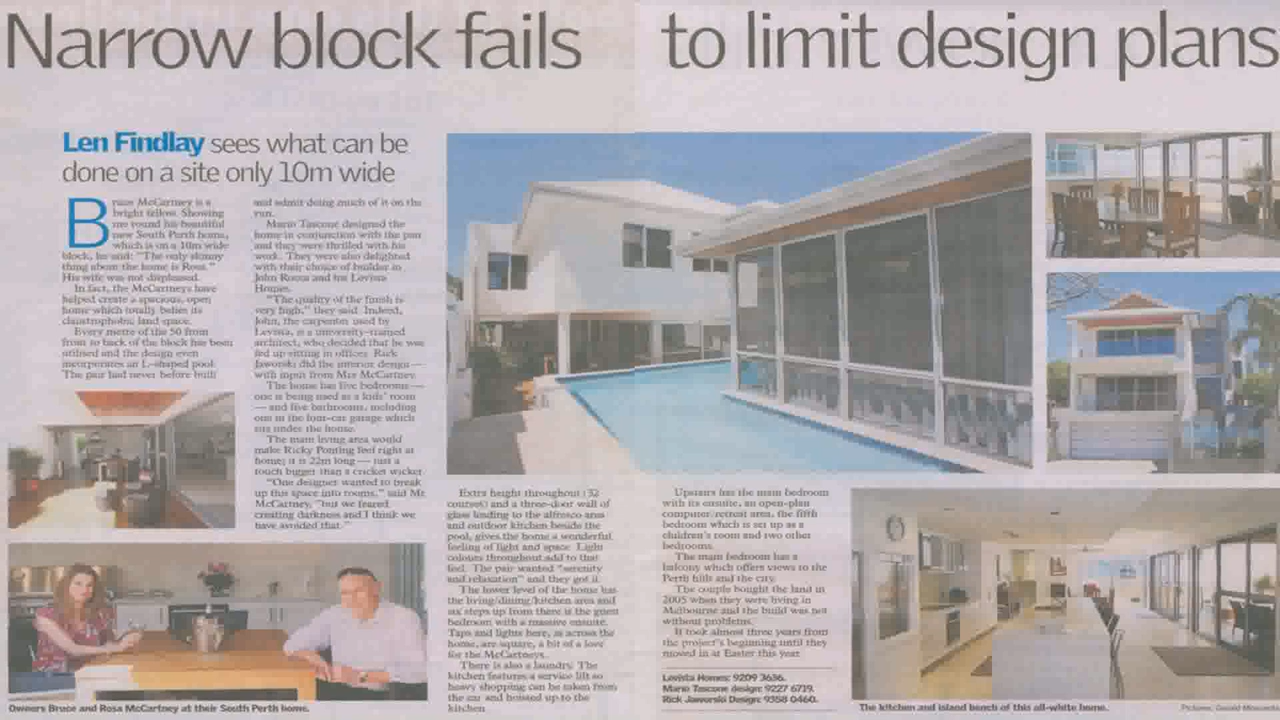 Narrow block fails to limit design plans
Len Findlay sees what can be
done on a site only 10m wide
Bruce McCartney is a
bright fellow. Showing
me round his beautiful
new South Perth home,
which is on a 10m wide
block, he said: "The only skinny
thing about the home is Rosa."
His wife was not displeased.
In fact, the McCartneys have
helped create a spacious, open
home which totally belies its
claustrophobic land space.
Every metre of the 50 from
front to back of the block has been
utilised and the design even
incorporates an L-shaped pool.
The pair had never before built
and admit doing much of it on the
run.
Mario Tascone designed the
home in conjunction with the pair
and they were thrilled with his
work. They were also delighted
with their choice of builder in
John Rocca and his Lovista
Homes.
"The quality of the finish is
very high," they said. Indeed,
John, the carpenter used by
Lovista, is a university-trained
architect, who decided that he was
fed up sitting in offices. Rick
Jaworski did the interior design —
with input from Mrs McCartney.
The home has five bedrooms —
one is being used as a kids' room
— and five bathrooms, including
one in the four-car garage which
sits under the house.
The main living area would
make Ricky Ponting feel right at
home; it is 22m long — just a
touch bigger than a cricket wicket.
"One designer wanted to break
up this space into rooms," said Mr
McCartney, "but we feared
creating darkness and I think we
have avoided that."
Extra height throughout (32
courses) and a three-door wall of
glass leading to the alfresco area
and outdoor kitchen beside the
pool, gives the home a wonderful
feeling of light and space. Light
colours throughout add to that
feel. The pair wanted "serenity
and relaxation" and they got it.
The lower level of the home has
the living/dining/kitchen area and
six steps up from there is the guest
bedroom with a massive ensuite.
Taps and lights here, as across the
home, are square, a bit of a love
for the McCartneys.
There is also a laundry. The
kitchen features a service lift so
heavy shopping can be taken from
the car and hoisted up to the
kitchen.
Upstairs has the main bedroom
with its ensuite, an open-plan
computer/retreat area, the fifth
bedroom which is set up as a
children's room and two other
bedrooms.
The main bedroom has a
balcony which offers views to the
Perth hills and the city.
The couple bought the land in
2005 when they were living in
Melbourne and the build was not
without problems.
It took almost three years from
the project's beginning until they
moved in at Easter this year.
Lovista Homes: 9209 3636.
Mario Tascone design: 9227 6719.
Rick Jaworski Design: 9358 0460.
Owners Bruce and Rosa McCartney at their South Perth home.
The kitchen and island bench of this all-white home.
Pictures: Gerald